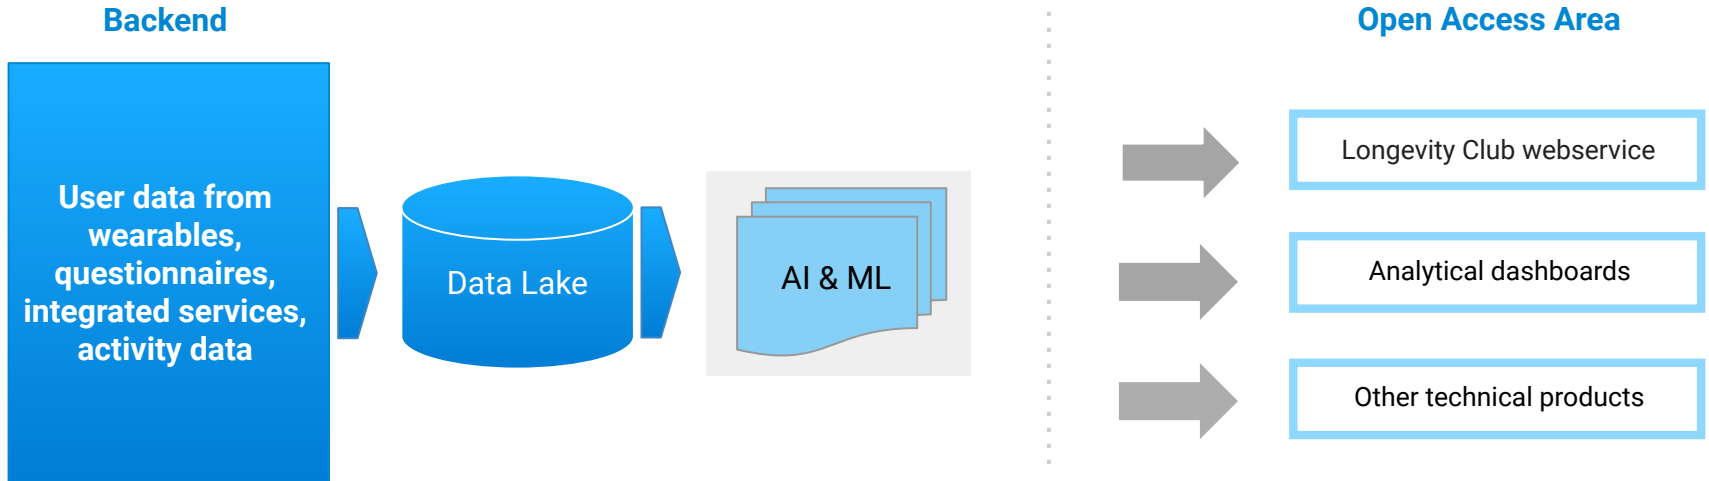 Backend
Open Access Area
User data from
wearables,
questionnaires,
integrated services,
activity data
Data Lake
AI & ML
Longevity Club webservice
Analytical dashboards
Other technical products